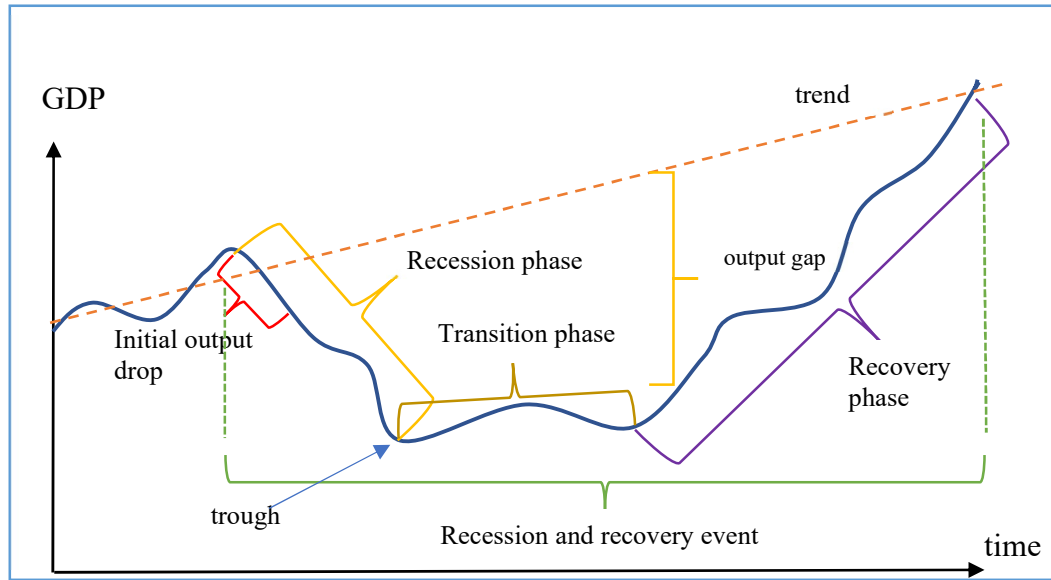 GDP
trend
Recession phase
output gap
Initial output
drop
Transition phase
Recovery
phase
trough
Recession and recovery event
time